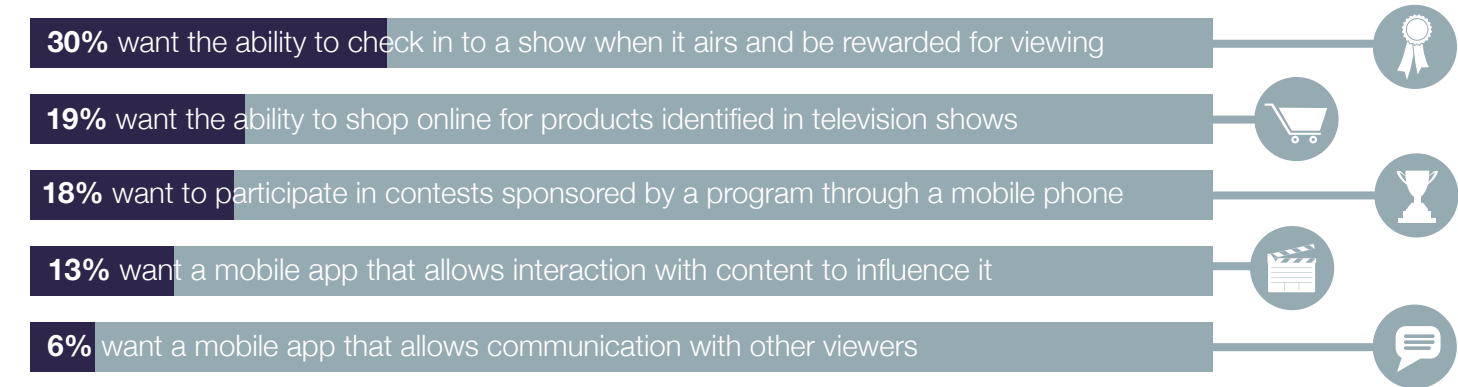 30% want the ability to check in to a show when it airs and be rewarded for viewing
19% want the ability to shop online for products identified in television shows
18% want to participate in contests sponsored by a program through a mobile phone
13% want a mobile app that allows interaction with content to influence it
6% want a mobile app that allows communication with other viewers